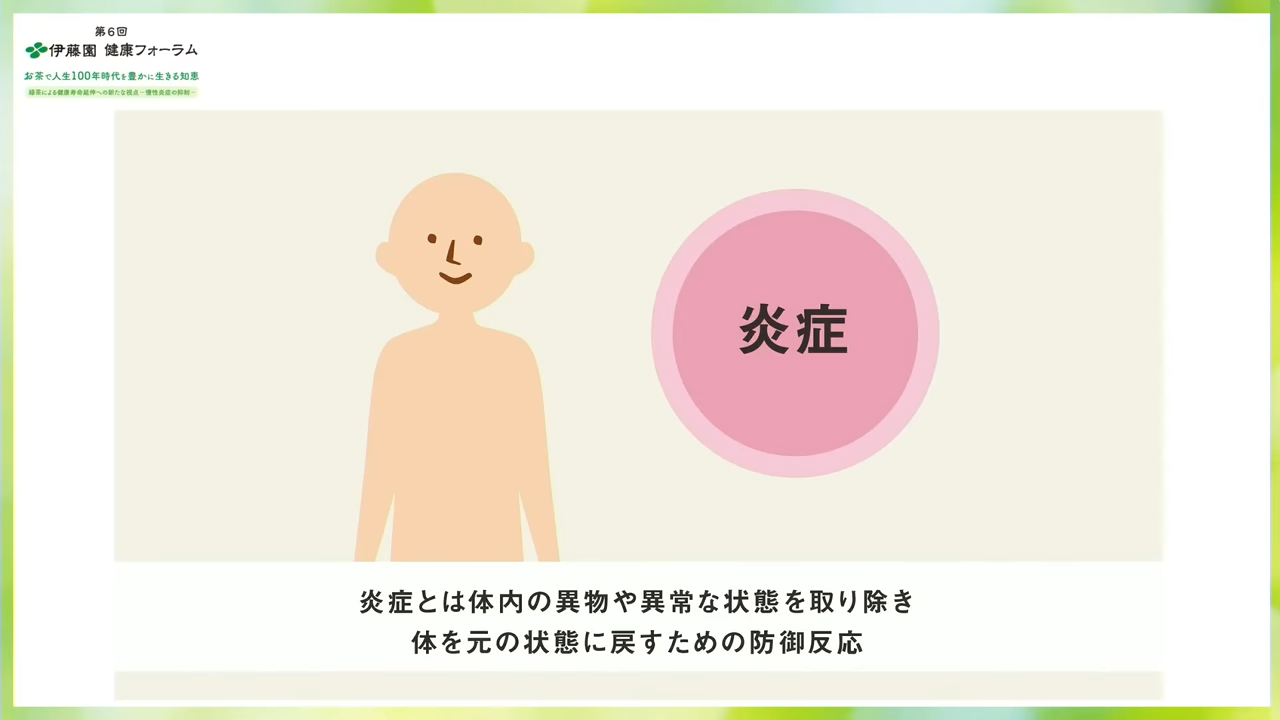 第6回
伊藤園 健康フォーラム
お茶で人生100年時代を豊かに生きる知恵
緑茶による健康寿命延伸への新たな視点－慢性炎症の抑制－
炎症
炎症とは体内の異物や異常な状態を取り除き
体を元の状態に戻すための防御反応